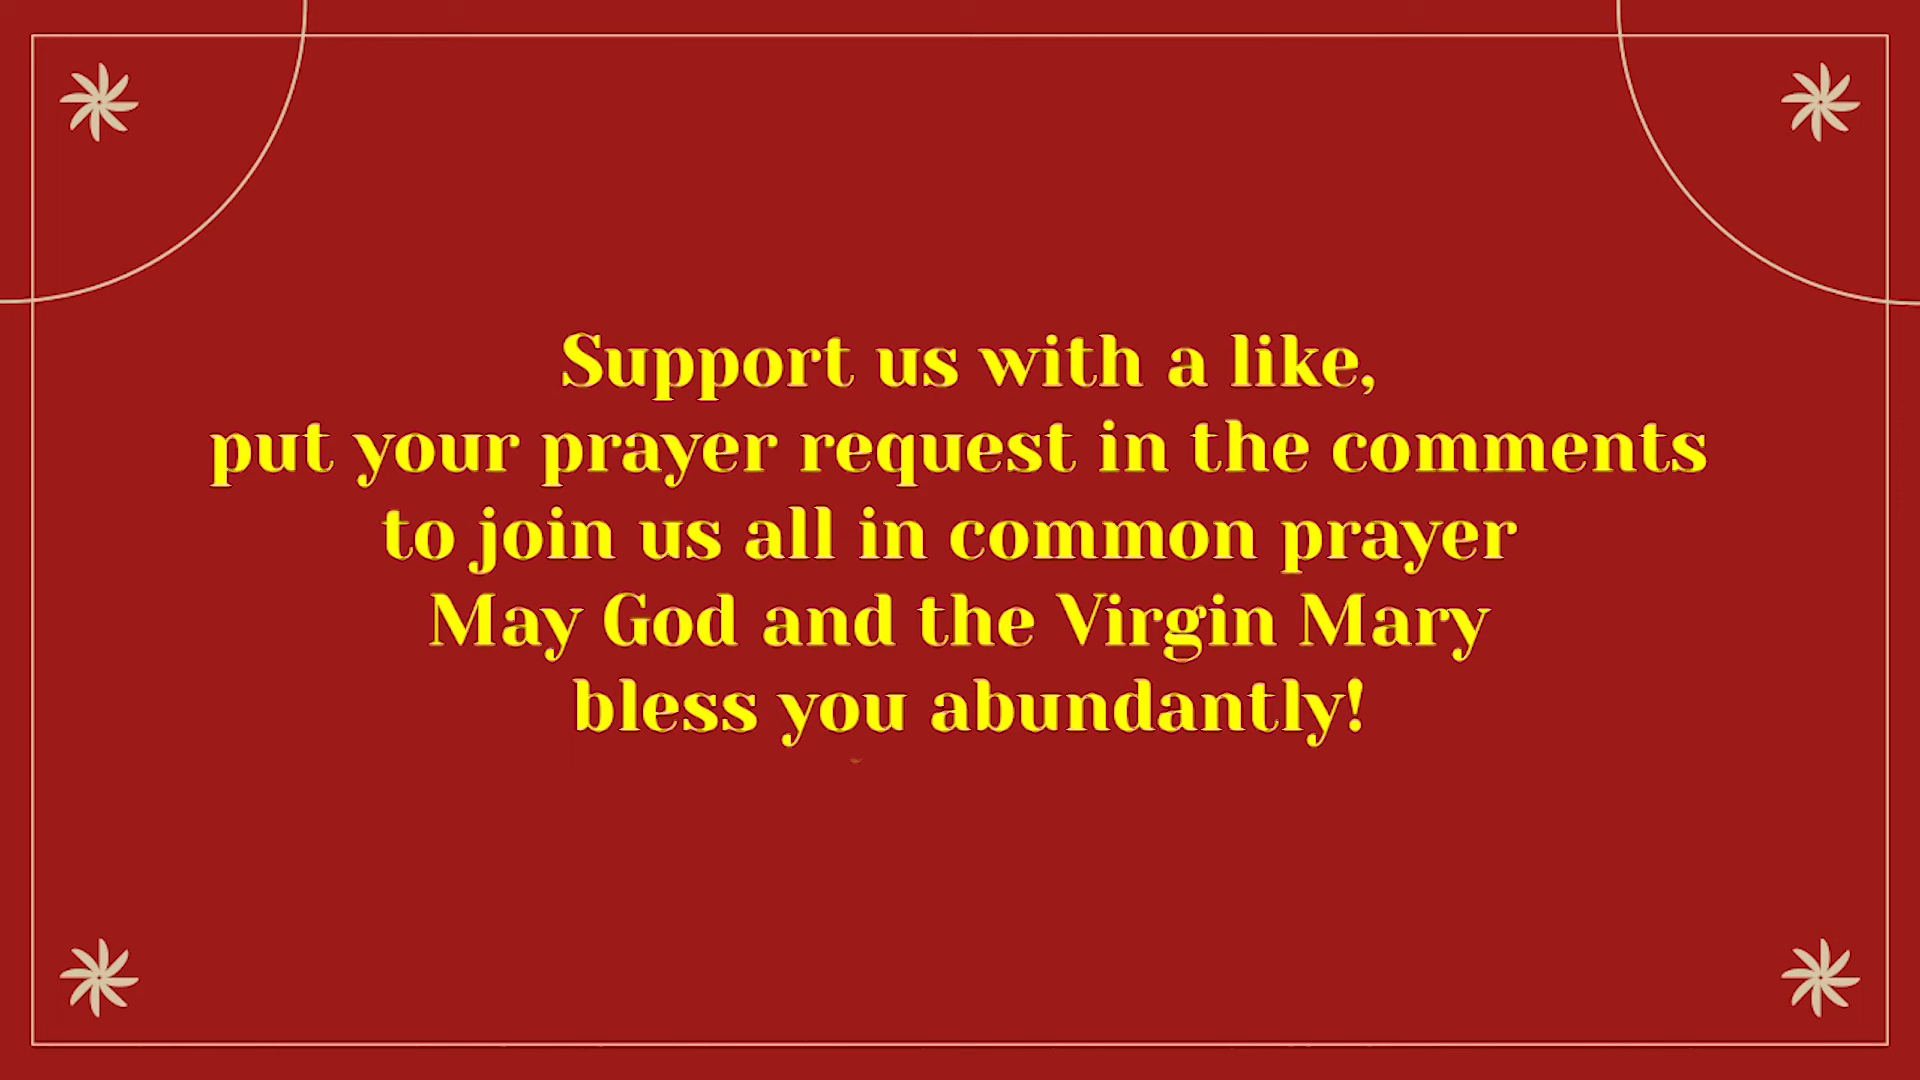 Support us with a like,
put your prayer request in the comments
to join us all in common prayer
May God and the Virgin Mary
bless you abundantly!